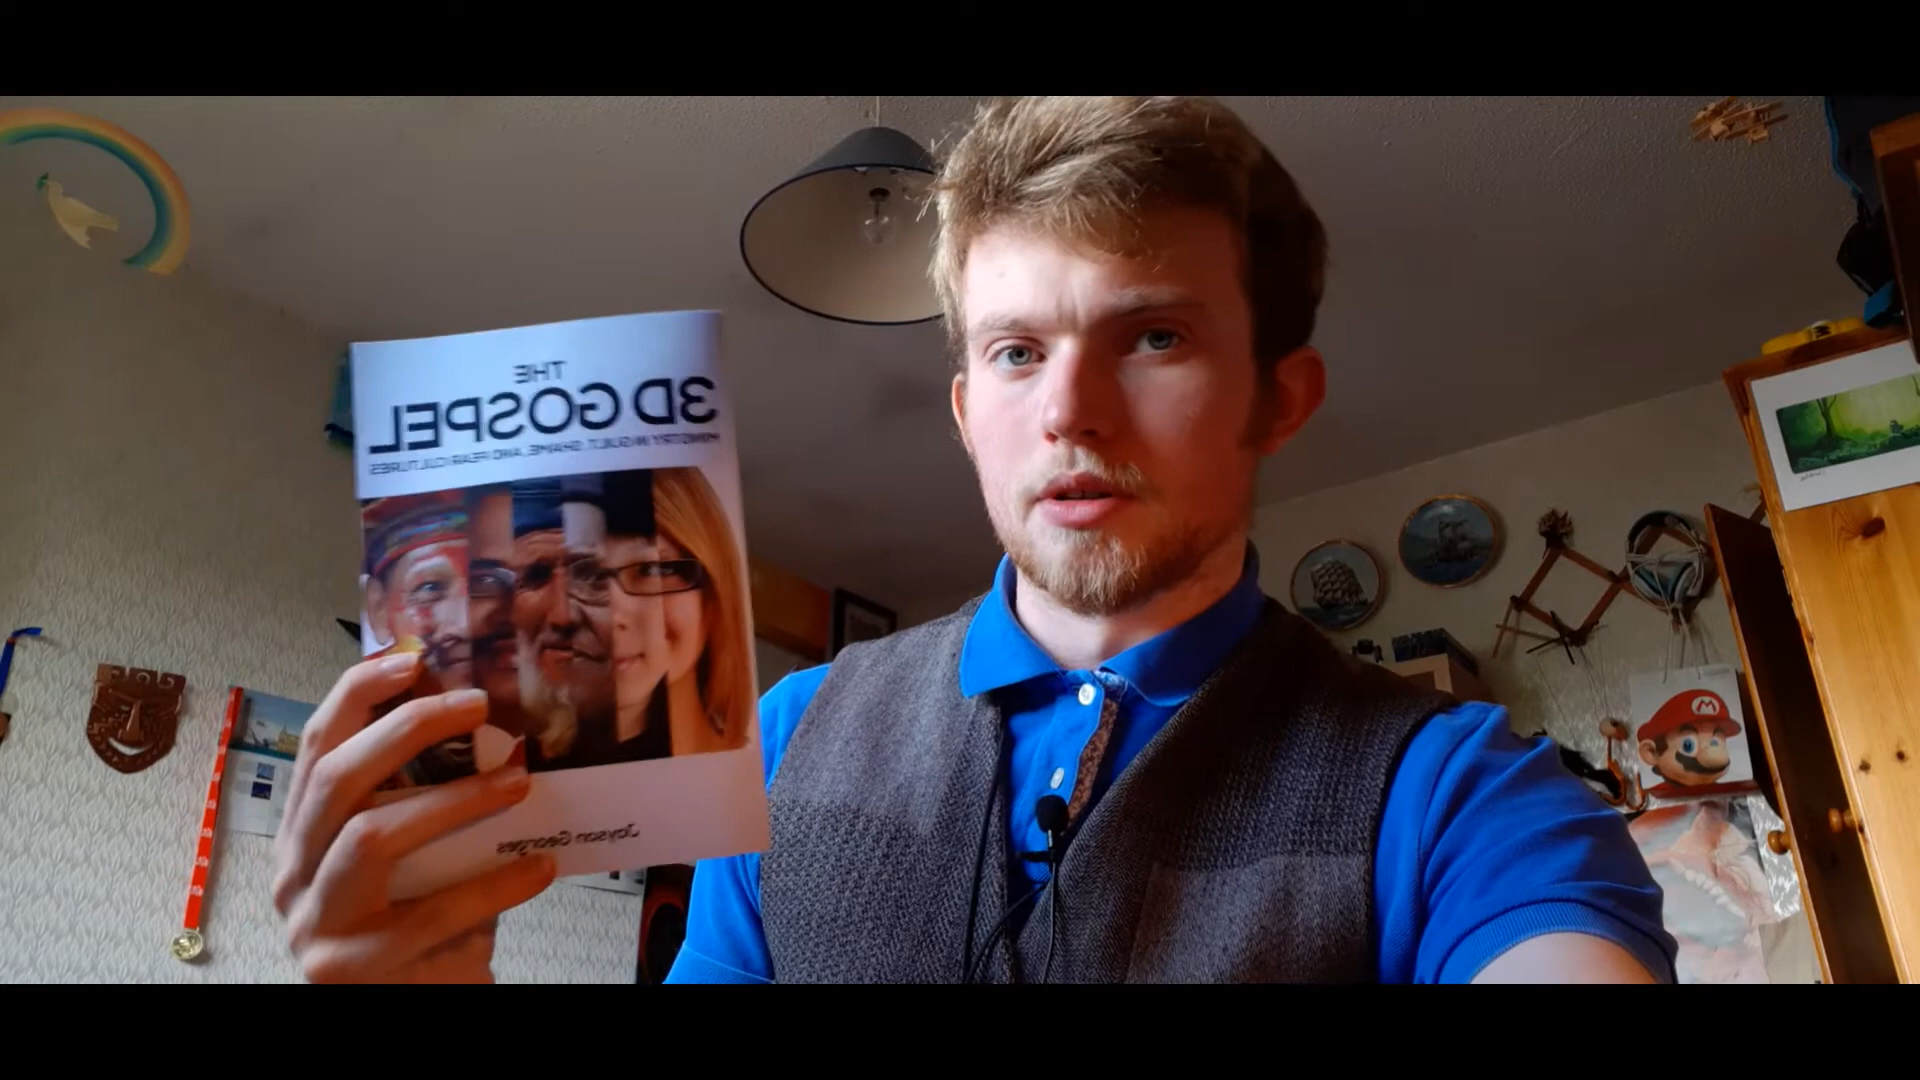 THE
3D GOSPEL
MINISTRY IN GUILT, SHAME, AND FEAR CULTURES
Jayson Georges
M